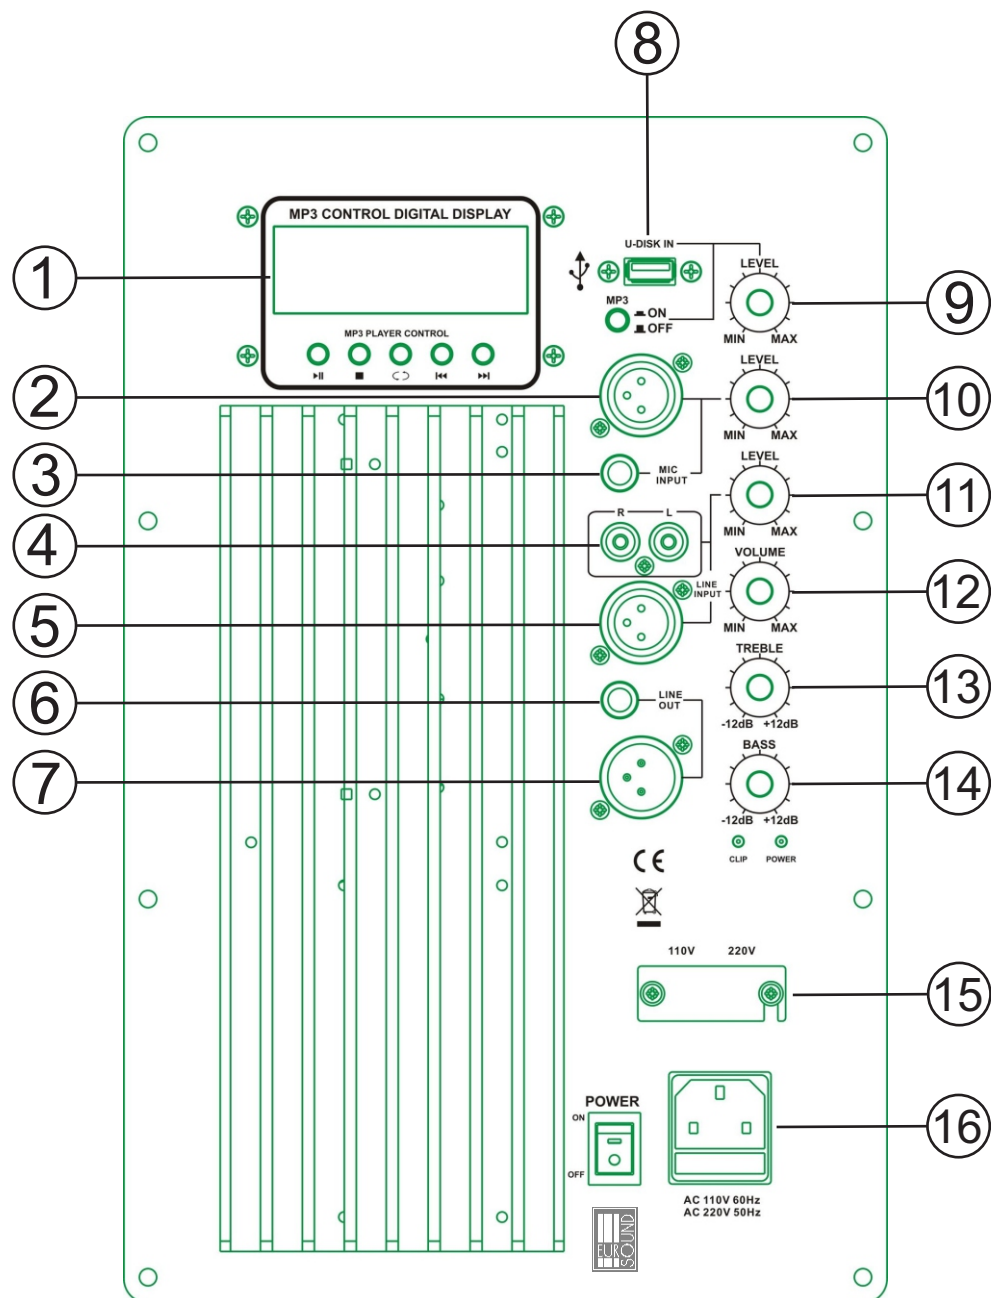 8
MP3 CONTROL DIGITAL DISPLAY
U-DISK IN
LEVEL
1
9
MP3
ON
OFF
MIN MAX
MP3 PLAYER CONTROL
2
LEVEL
10
MIN MAX
3
MIC
INPUT
LEVEL
11
MIN MAX
4
R L
VOLUME
12
LINE
INPUT
MIN MAX
5
TREBLE
13
-12dB +12dB
6
LINE
OUT
BASS
14
-12dB +12dB
7
CLIP POWER
CE
110V 220V
15
POWER
ON
OFF
16
AC 110V 60Hz
AC 220V 50Hz
EUR
SOUND